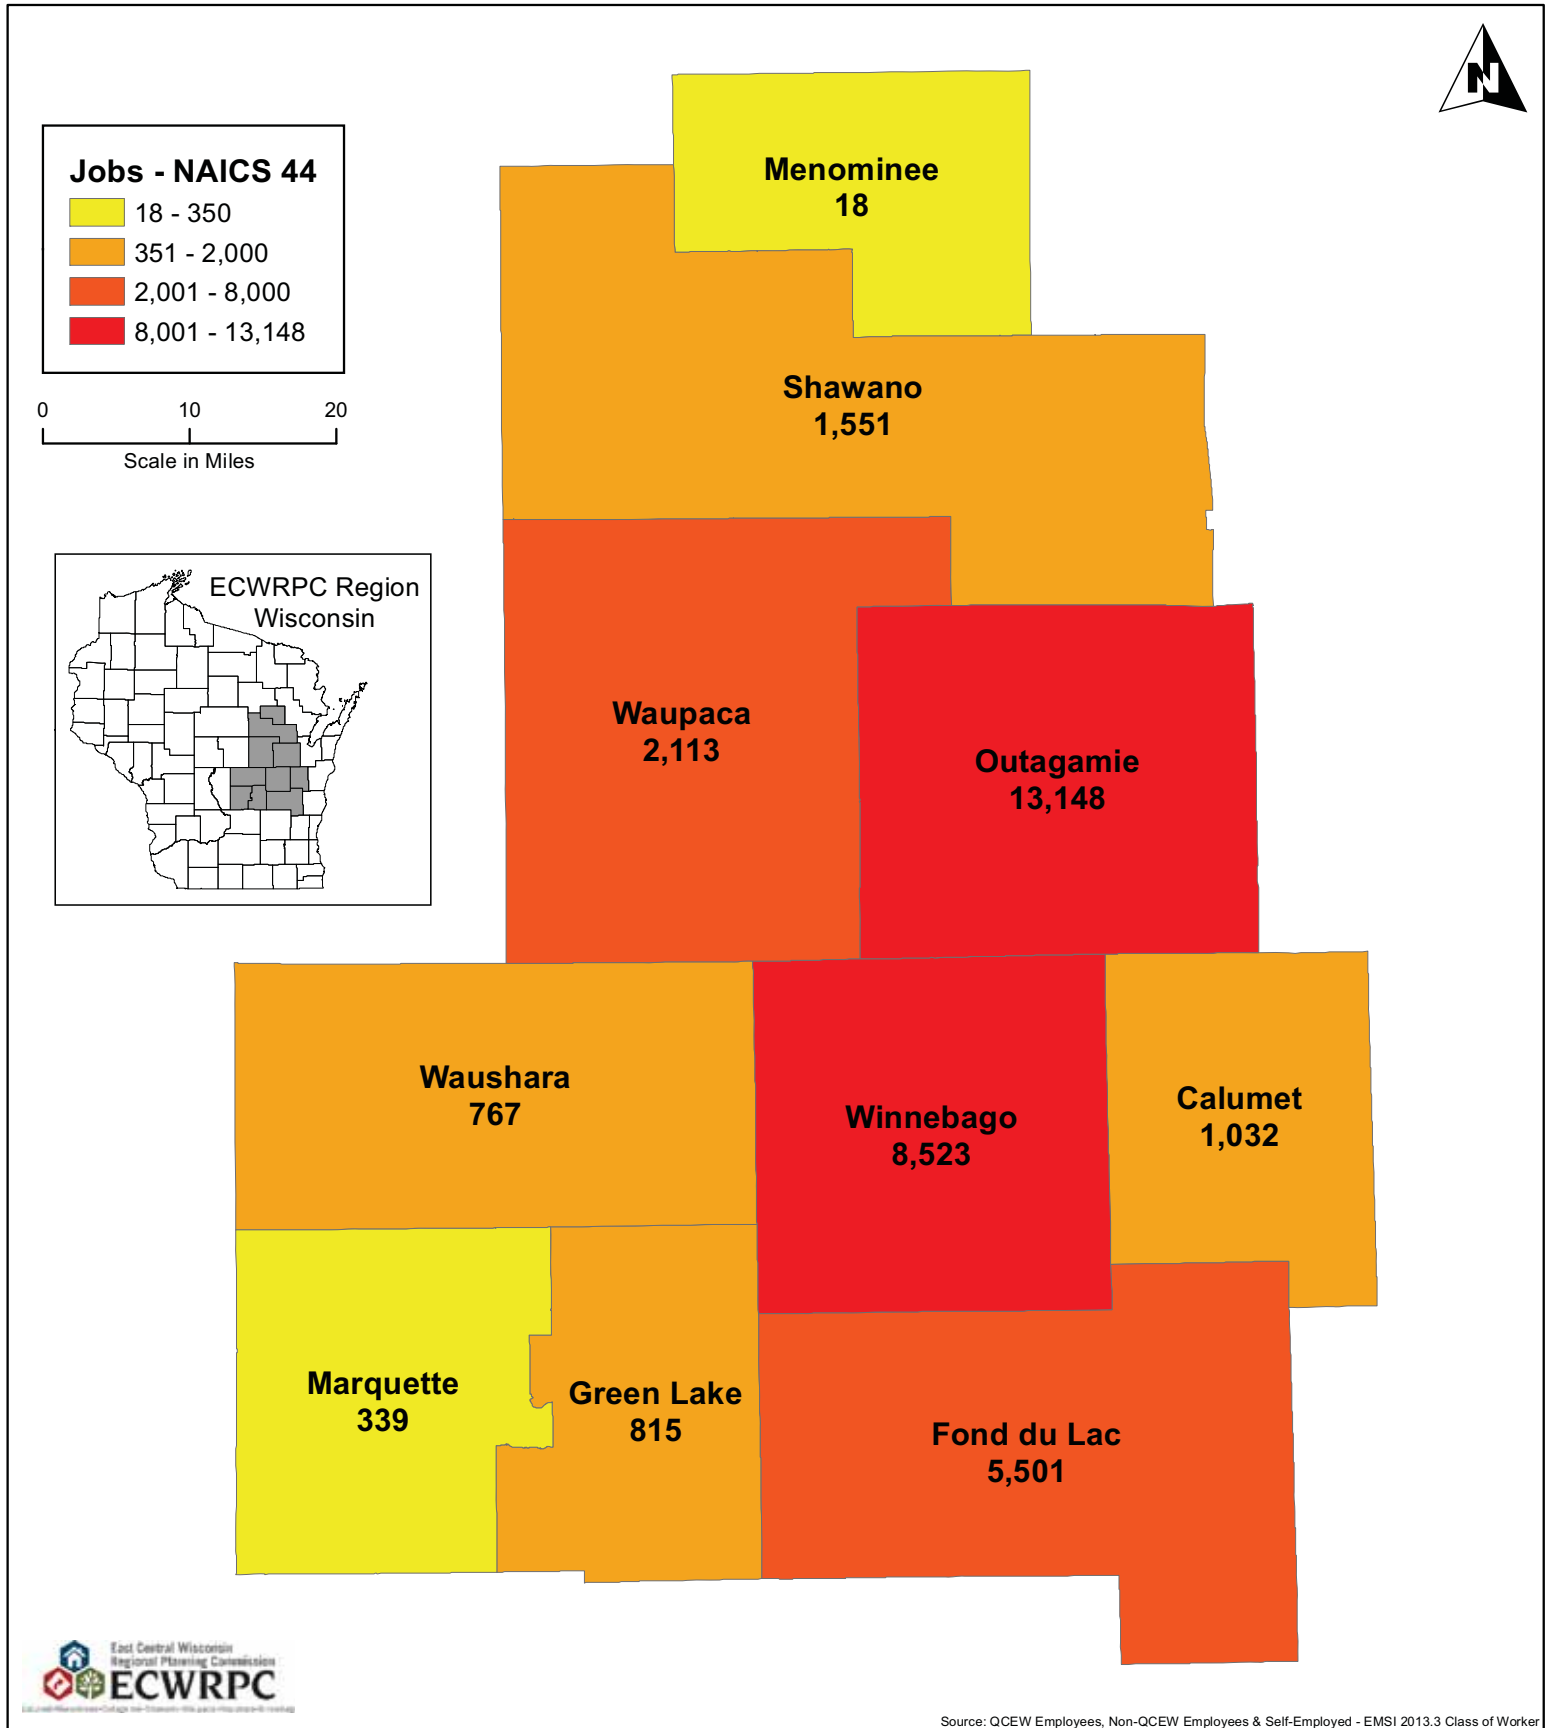 Jobs - NAICS 44
18 - 350
351 - 2,000
2,001 - 8,000
8,001 - 13,148
0 10 20
Scale in Miles
ECWRPC Region
Wisconsin
N
Menominee
18
Shawano
1,551
Waupaca
2,113
Outagamie
13,148
Waushara
767
Winnebago
8,523
Calumet
1,032
Marquette
339
Green Lake
815
Fond du Lac
5,501
East Central Wisconsin
Regional Planning Commission
ECWRPC
Source: QCEW Employees, Non-QCEW Employees & Self-Employed - EMSI 2013.3 Class of Worker